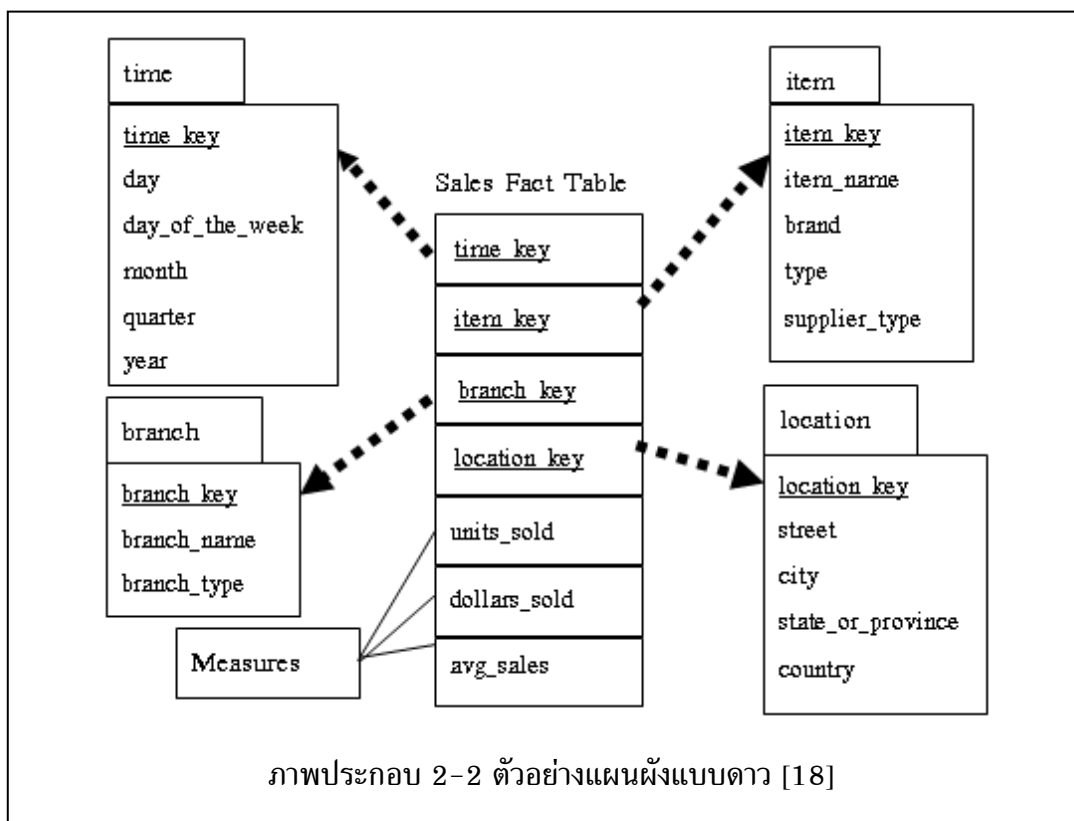 time
time_key
day
day_of_the_week
month
quarter
year
item
item_key
item_name
brand
type
supplier_type
Sales Fact Table
time_key
item_key
branch_key
location_key
units_sold
dollars_sold
avg_sales
branch
branch_key
branch_name
branch_type
location
location_key
street
city
state_or_province
country
Measures
ภาพประกอบ 2-2 ตัวอย่างแผนผังแบบดาว [18]